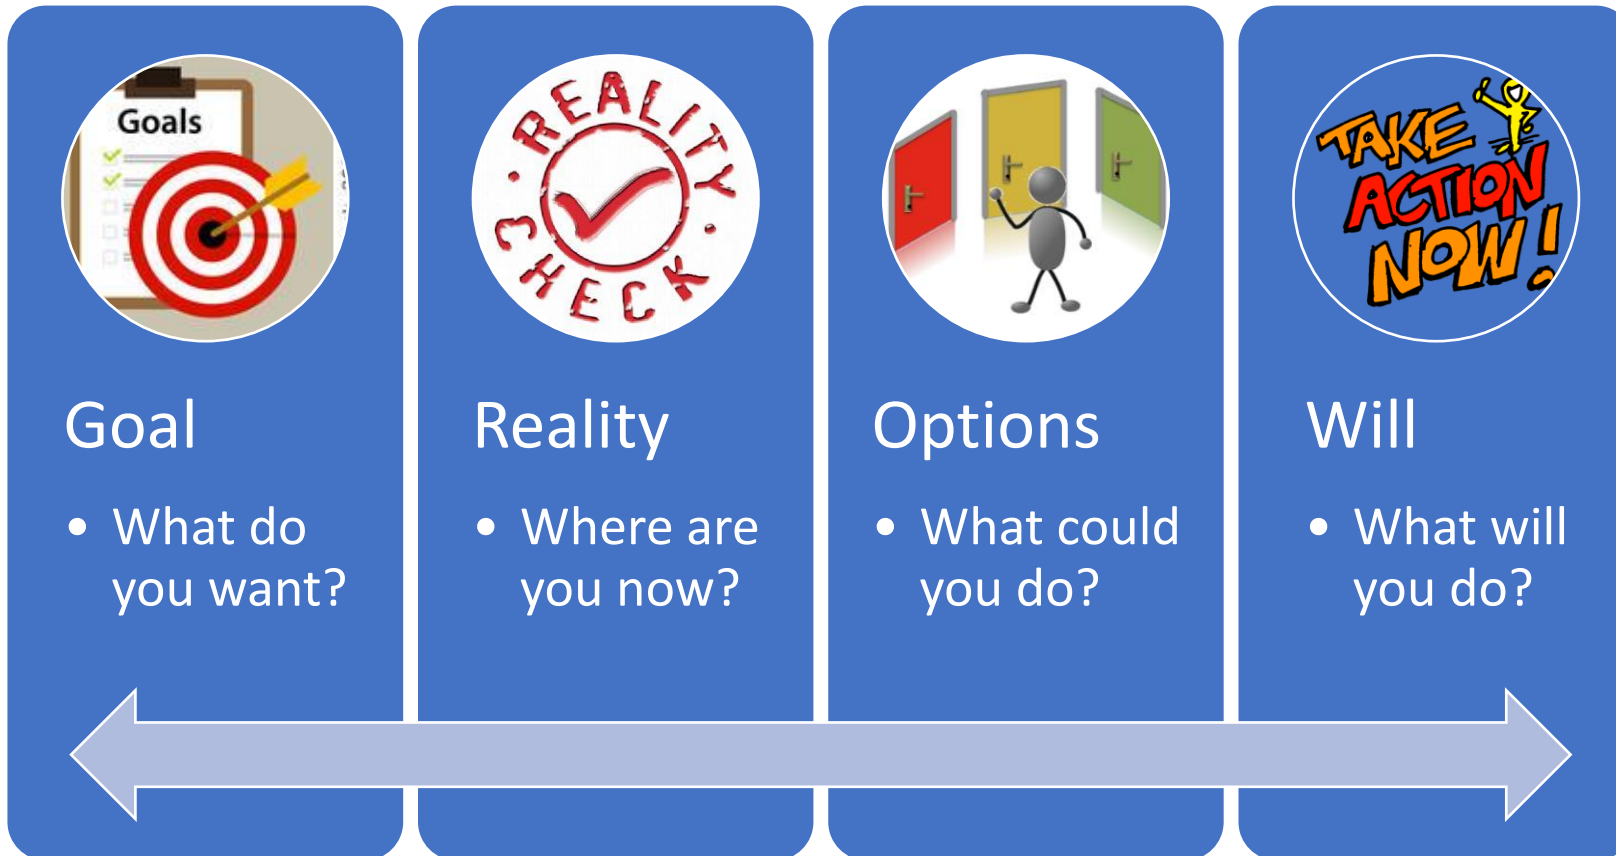 Goals
REALITY
CHECK
TAKE
ACTION
NOW!
Goal
• What do
you want?
Reality
• Where are
you now?
Options
• What could
you do?
Will
• What will
you do?